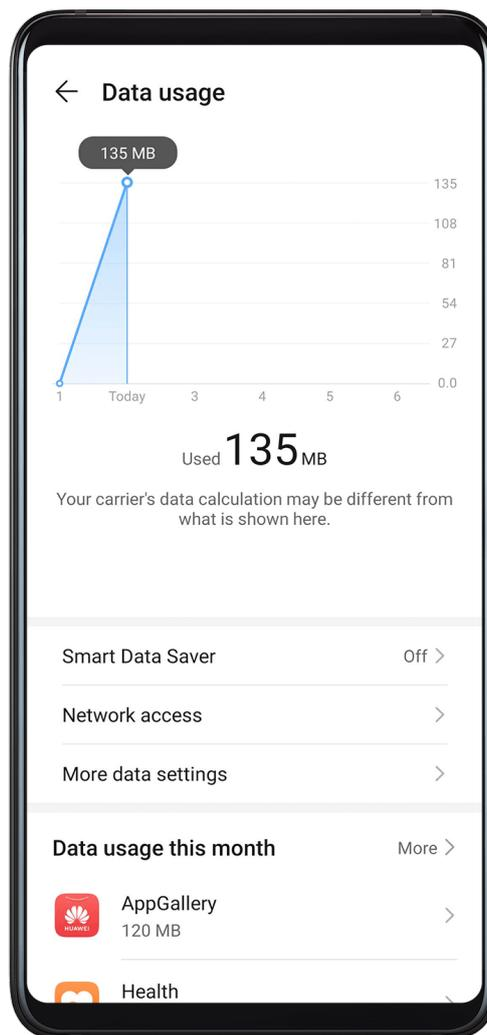 Data usage
135 MB
135
108
81
54
27
0.0
1 Today 3 4 5 6
Used 135 MB
Your carrier's data calculation may be different from
what is shown here.
Smart Data Saver Off
Network access
More data settings
Data usage this month More
HUAWEI
AppGallery
120 MB
Health